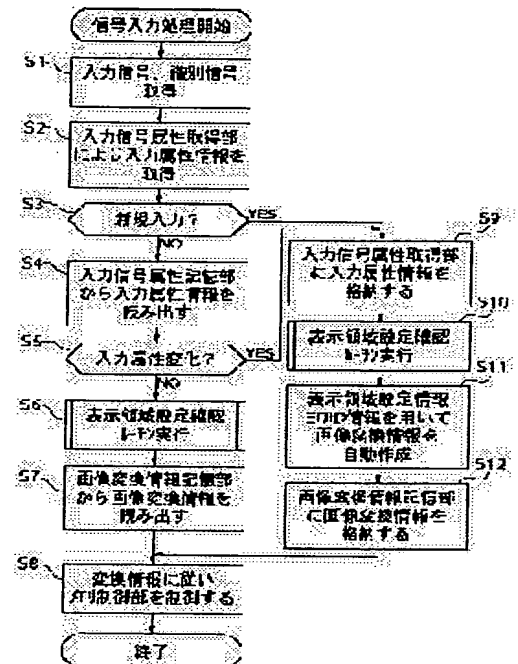 信号入力処理開始
S1
入力信号、識別信号
取得
S2
入力信号属性取得部
により入力属性情報を
取得
S3
新規入力?
YES
NO
S4
入力信号属性記憶部
から入力属性情報を
読み出す
S5
入力属性変化?
YES
NO
S6
表示領域設定確認
ルーチン実行
S7
画像変換情報記憶部
から画像変換情報を
読み出す
S8
変換情報に従い
制御部を制御する
終了
S9
入力信号属性取得部
に入力属性情報を
格納する
S10
表示領域設定確認
ルーチン実行
S11
表示領域設定情報
情報を用いて
画像変換情報を
自動作成
S12
画像変換情報記憶部
に画像変換情報を
格納する